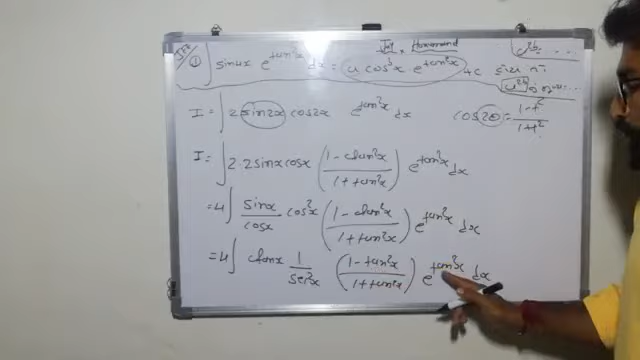 ① ∫ sin4x e^{tan²x} dx = u cos³x . e^{tan²x} + c
I = ∫ 2 sin2x cos2x e^{tan²x} dx cos2θ = (1-t²)/(1+t²)
I = ∫ 2.2 sinx cosx ((1-tan²x)/(1+tan²x)) e^{tan²x} dx
=4 ∫ (sinx/cosx) cos²x ((1-tan²x)/(1+tan²x)) e^{tan²x} dx
=4 ∫ tanx (1/sec²x) ((1-tan²x)/(1+tan²x)) e^{tan²x} dx